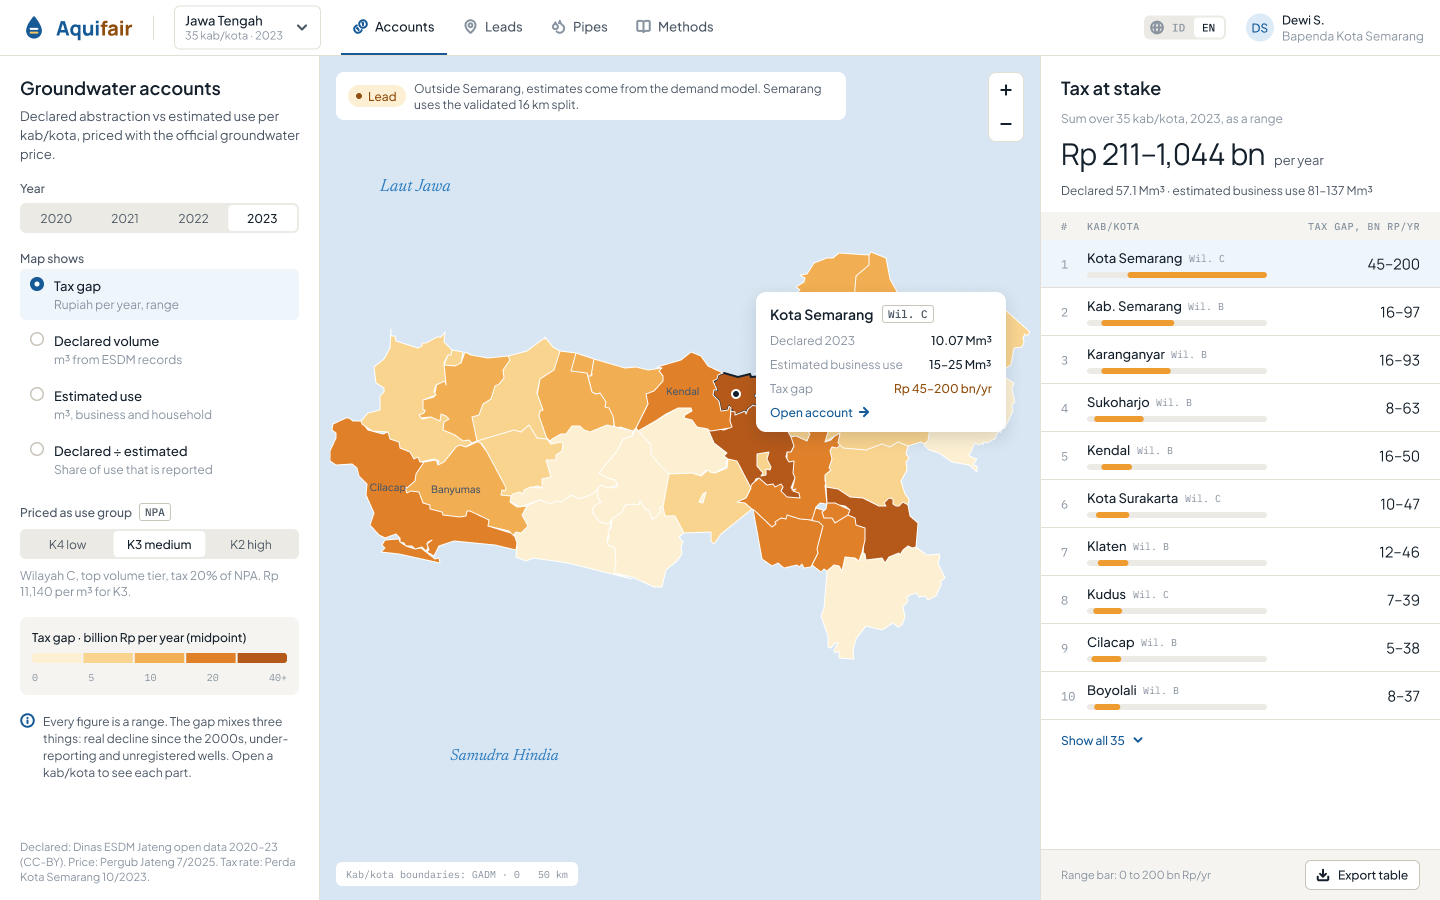 Aquifair
Jawa Tengah
35 kab/kota · 2023
Accounts
Leads
Pipes
Methods
ID
EN
DS
Dewi S.
Bapenda Kota Semarang
Groundwater accounts
Declared abstraction vs estimated use per
kab/kota, priced with the official groundwater
price.
Year
2020
2021
2022
2023
Map shows
Tax gap
Rupiah per year, range
Declared volume
m³ from ESDM records
Estimated use
m³, business and household
Declared ÷ estimated
Share of use that is reported
Priced as use group NPA
K4 low
K3 medium
K2 high
Wilayah C, top volume tier, tax 20% of NPA. Rp
11,140 per m³ for K3.
Tax gap · billion Rp per year (midpoint)
0 5 10 20 40+
Every figure is a range. The gap mixes three
things: real decline since the 2000s, under-
reporting and unregistered wells. Open a
kab/kota to see each part.
Declared: Dinas ESDM Jateng open data 2020–23
(CC-BY). Price: Pergub Jateng 7/2025. Tax rate: Perda
Kota Semarang 10/2023.
Lead
Outside Semarang, estimates come from the demand model. Semarang
uses the validated 16 km split.
+
−
Laut Jawa
Kendal
Cilacap
Banyumas
Samudra Hindia
Kota Semarang Wil. C
Declared 2023 10.07 Mm³
Estimated business use 15–25 Mm³
Tax gap Rp 45–200 bn/yr
Open account
Kab/kota boundaries: GADM · 0 50 km
Tax at stake
Sum over 35 kab/kota, 2023, as a range
Rp 211–1,044 bn per year
Declared 57.1 Mm³ · estimated business use 81–137 Mm³
# KAB/KOTA TAX GAP, BN RP/YR
1 Kota Semarang Wil. C 45–200
2 Kab. Semarang Wil. B 16–97
3 Karanganyar Wil. B 16–93
4 Sukoharjo Wil. B 8–63
5 Kendal Wil. B 16–50
6 Kota Surakarta Wil. C 10–47
7 Klaten Wil. B 12–46
8 Kudus Wil. C 7–39
9 Cilacap Wil. B 5–38
10 Boyolali Wil. B 8–37
Show all 35
Range bar: 0 to 200 bn Rp/yr
Export table